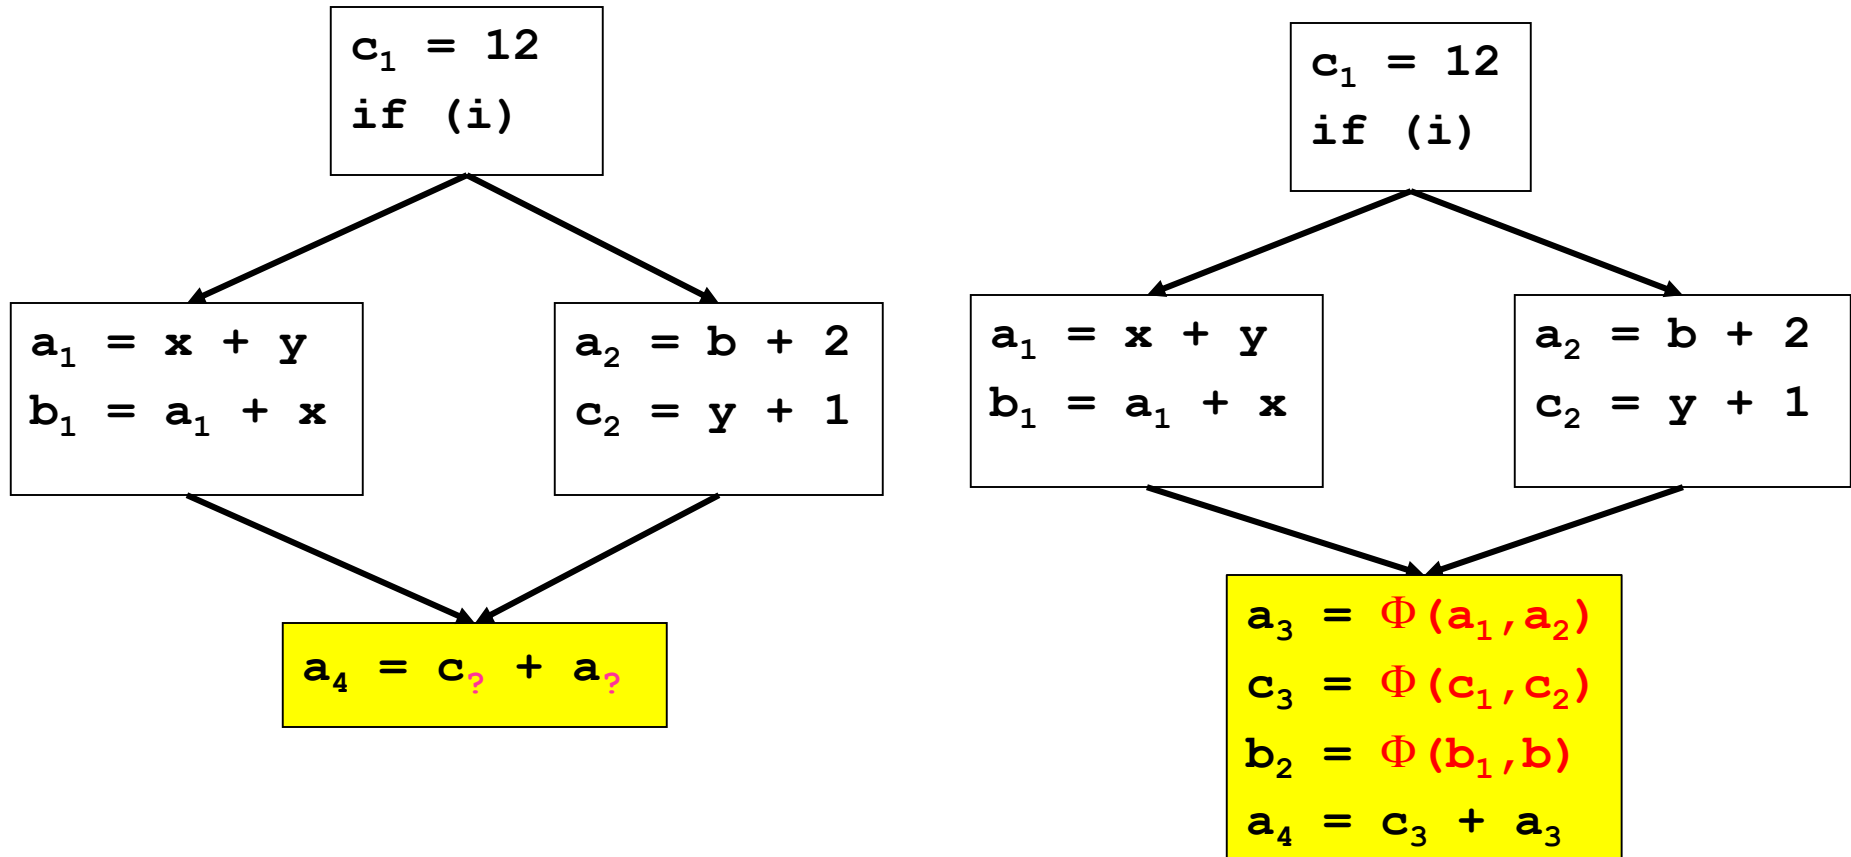 c₁ = 12
if (i)
a₁ = x + y
b₁ = a₁ + x
a₂ = b + 2
c₂ = y + 1
a₄ = c? + a?
c₁ = 12
if (i)
a₁ = x + y
b₁ = a₁ + x
a₂ = b + 2
c₂ = y + 1
a₃ = Φ(a₁,a₂)
c₃ = Φ(c₁,c₂)
b₂ = Φ(b₁,b)
a₄ = c₃ + a₃